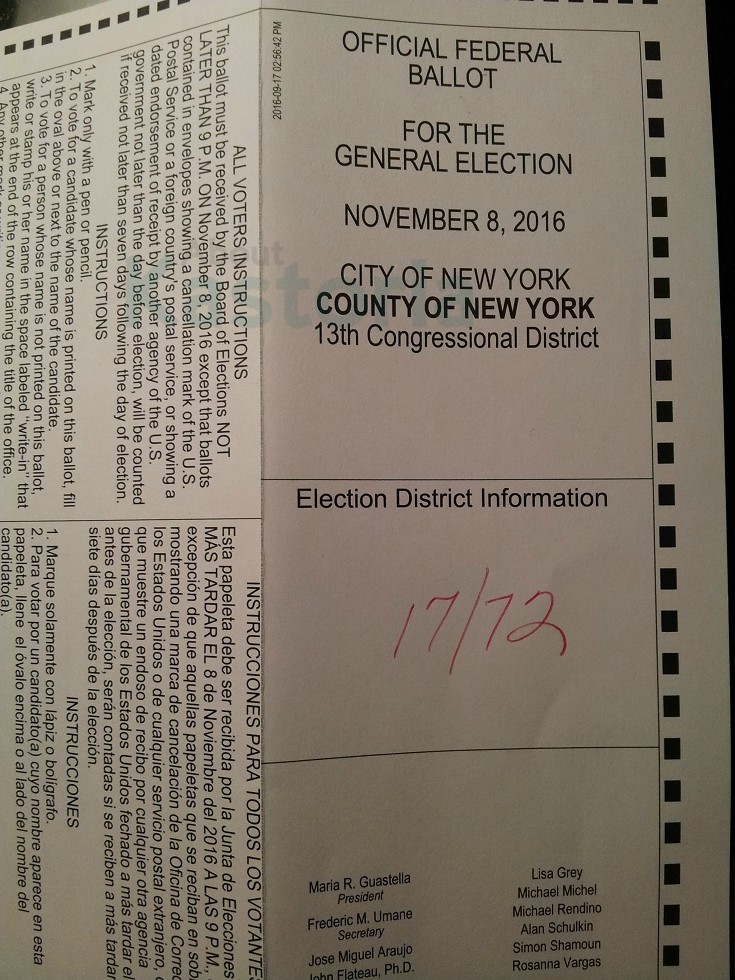 OFFICIAL FEDERAL
BALLOT
FOR THE
GENERAL ELECTION
NOVEMBER 8, 2016
CITY OF NEW YORK
COUNTY OF NEW YORK
13th Congressional District
2016-09-17 02:56:42 PM
Election District Information
17/72
Maria R. Guastella
President
Frederic M. Umane
Secretary
Jose Miguel Araujo
John Flateau, Ph.D.
Lisa Grey
Michael Michel
Michael Rendino
Alan Schulkin
Simon Shamoun
Rosanna Vargas
ALL VOTERS INSTRUCTIONS
This ballot must be received by the Board of Elections NOT
LATER THAN 9 P.M. ON November 8, 2016 except that ballots
contained in envelopes showing a cancellation mark of the U.S.
Postal Service or a foreign country's postal service, or showing a
dated endorsement of receipt by another agency of the U.S.
government not later than the day before election, will be counted
if received not later than seven days following the day of election.
INSTRUCTIONS
1. Mark only with a pen or pencil.
2. To vote for a candidate whose name is printed on this ballot, fill
in the oval above or next to the name of the candidate.
3. To vote for a person whose name is not printed on this ballot,
write or stamp his or her name in the space labeled "write-in" that
appears at the end of the row containing the title of the office.
4. Any other mark
INSTRUCCIONES PARA TODOS LOS VOTANTE
Esta papeleta debe ser recibida por la Junta de Elecciones
MÁS TARDAR EL 8 de Noviembre del 2016 A LAS 9 P.M.,
excepción de que aquellas papeletas que se reciban en sob
mostrando una marca de cancelación de la Oficina de Correo
los Estados Unidos o de cualquier servicio postal extranjero
que muestre un endoso de recibo por cualquier otra agencia
gubernamental de los Estados Unidos fechado a más tardar el
antes de la elección, serán contadas si se reciben a más tardar
siete días después de la elección.
INSTRUCCIONES
1. Marque solamente con lápiz o bolígrafo.
2. Para votar por un candidato(a) cuyo nombre aparece en esta
papeleta, llene el óvalo encima o al lado del nombre del
candidato(a).